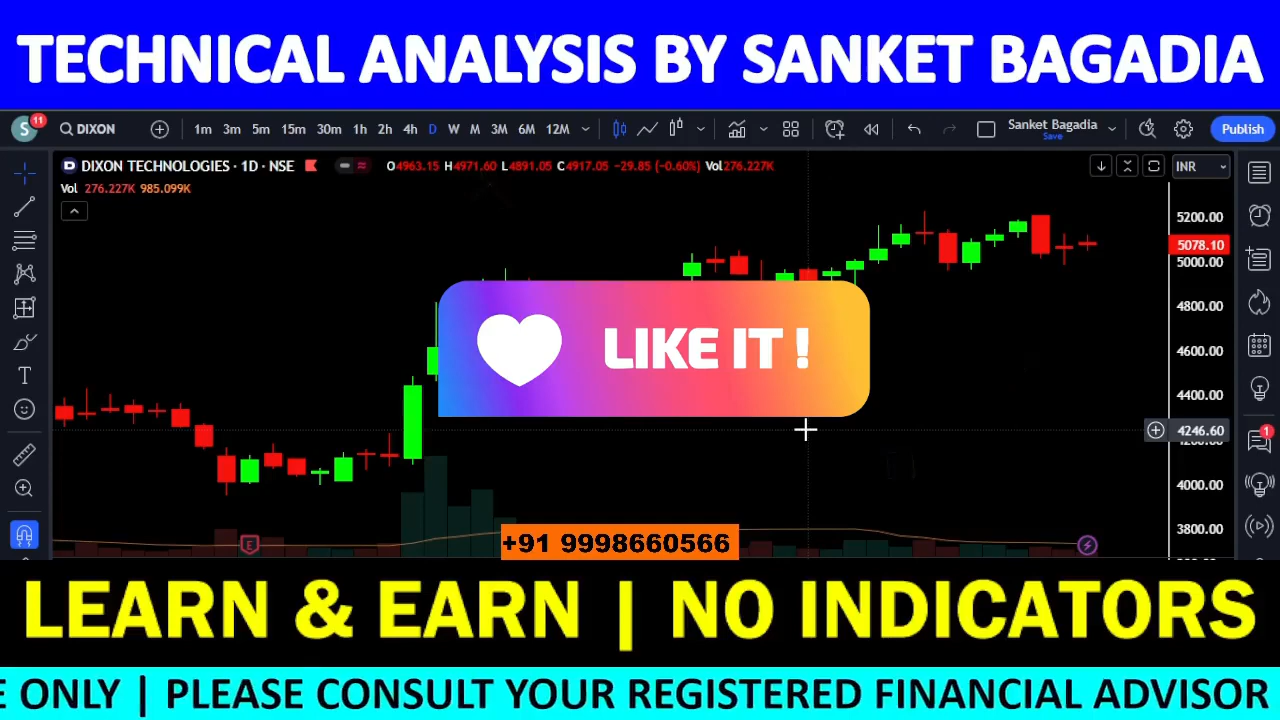 TECHNICAL ANALYSIS BY SANKET BAGADIA
S 11 DIXON 1m 3m 5m 15m 30m 1h 2h 4h D W M 3M 6M 12M Sanket Bagadia Save Publish
DIXON TECHNOLOGIES · 1D · NSE O4963.15 H4971.60 L4891.05 C4917.05 -29.85 (-0.60%) Vol276.227K INR
Vol 276.227K 985.099K
5200.00
5078.10
5000.00
4800.00
4600.00
LIKE IT !
4400.00
4246.60
4000.00
3800.00
T
1
E
+91 9998660566
LEARN & EARN | NO INDICATORS
E ONLY | PLEASE CONSULT YOUR REGISTERED FINANCIAL ADVISOR